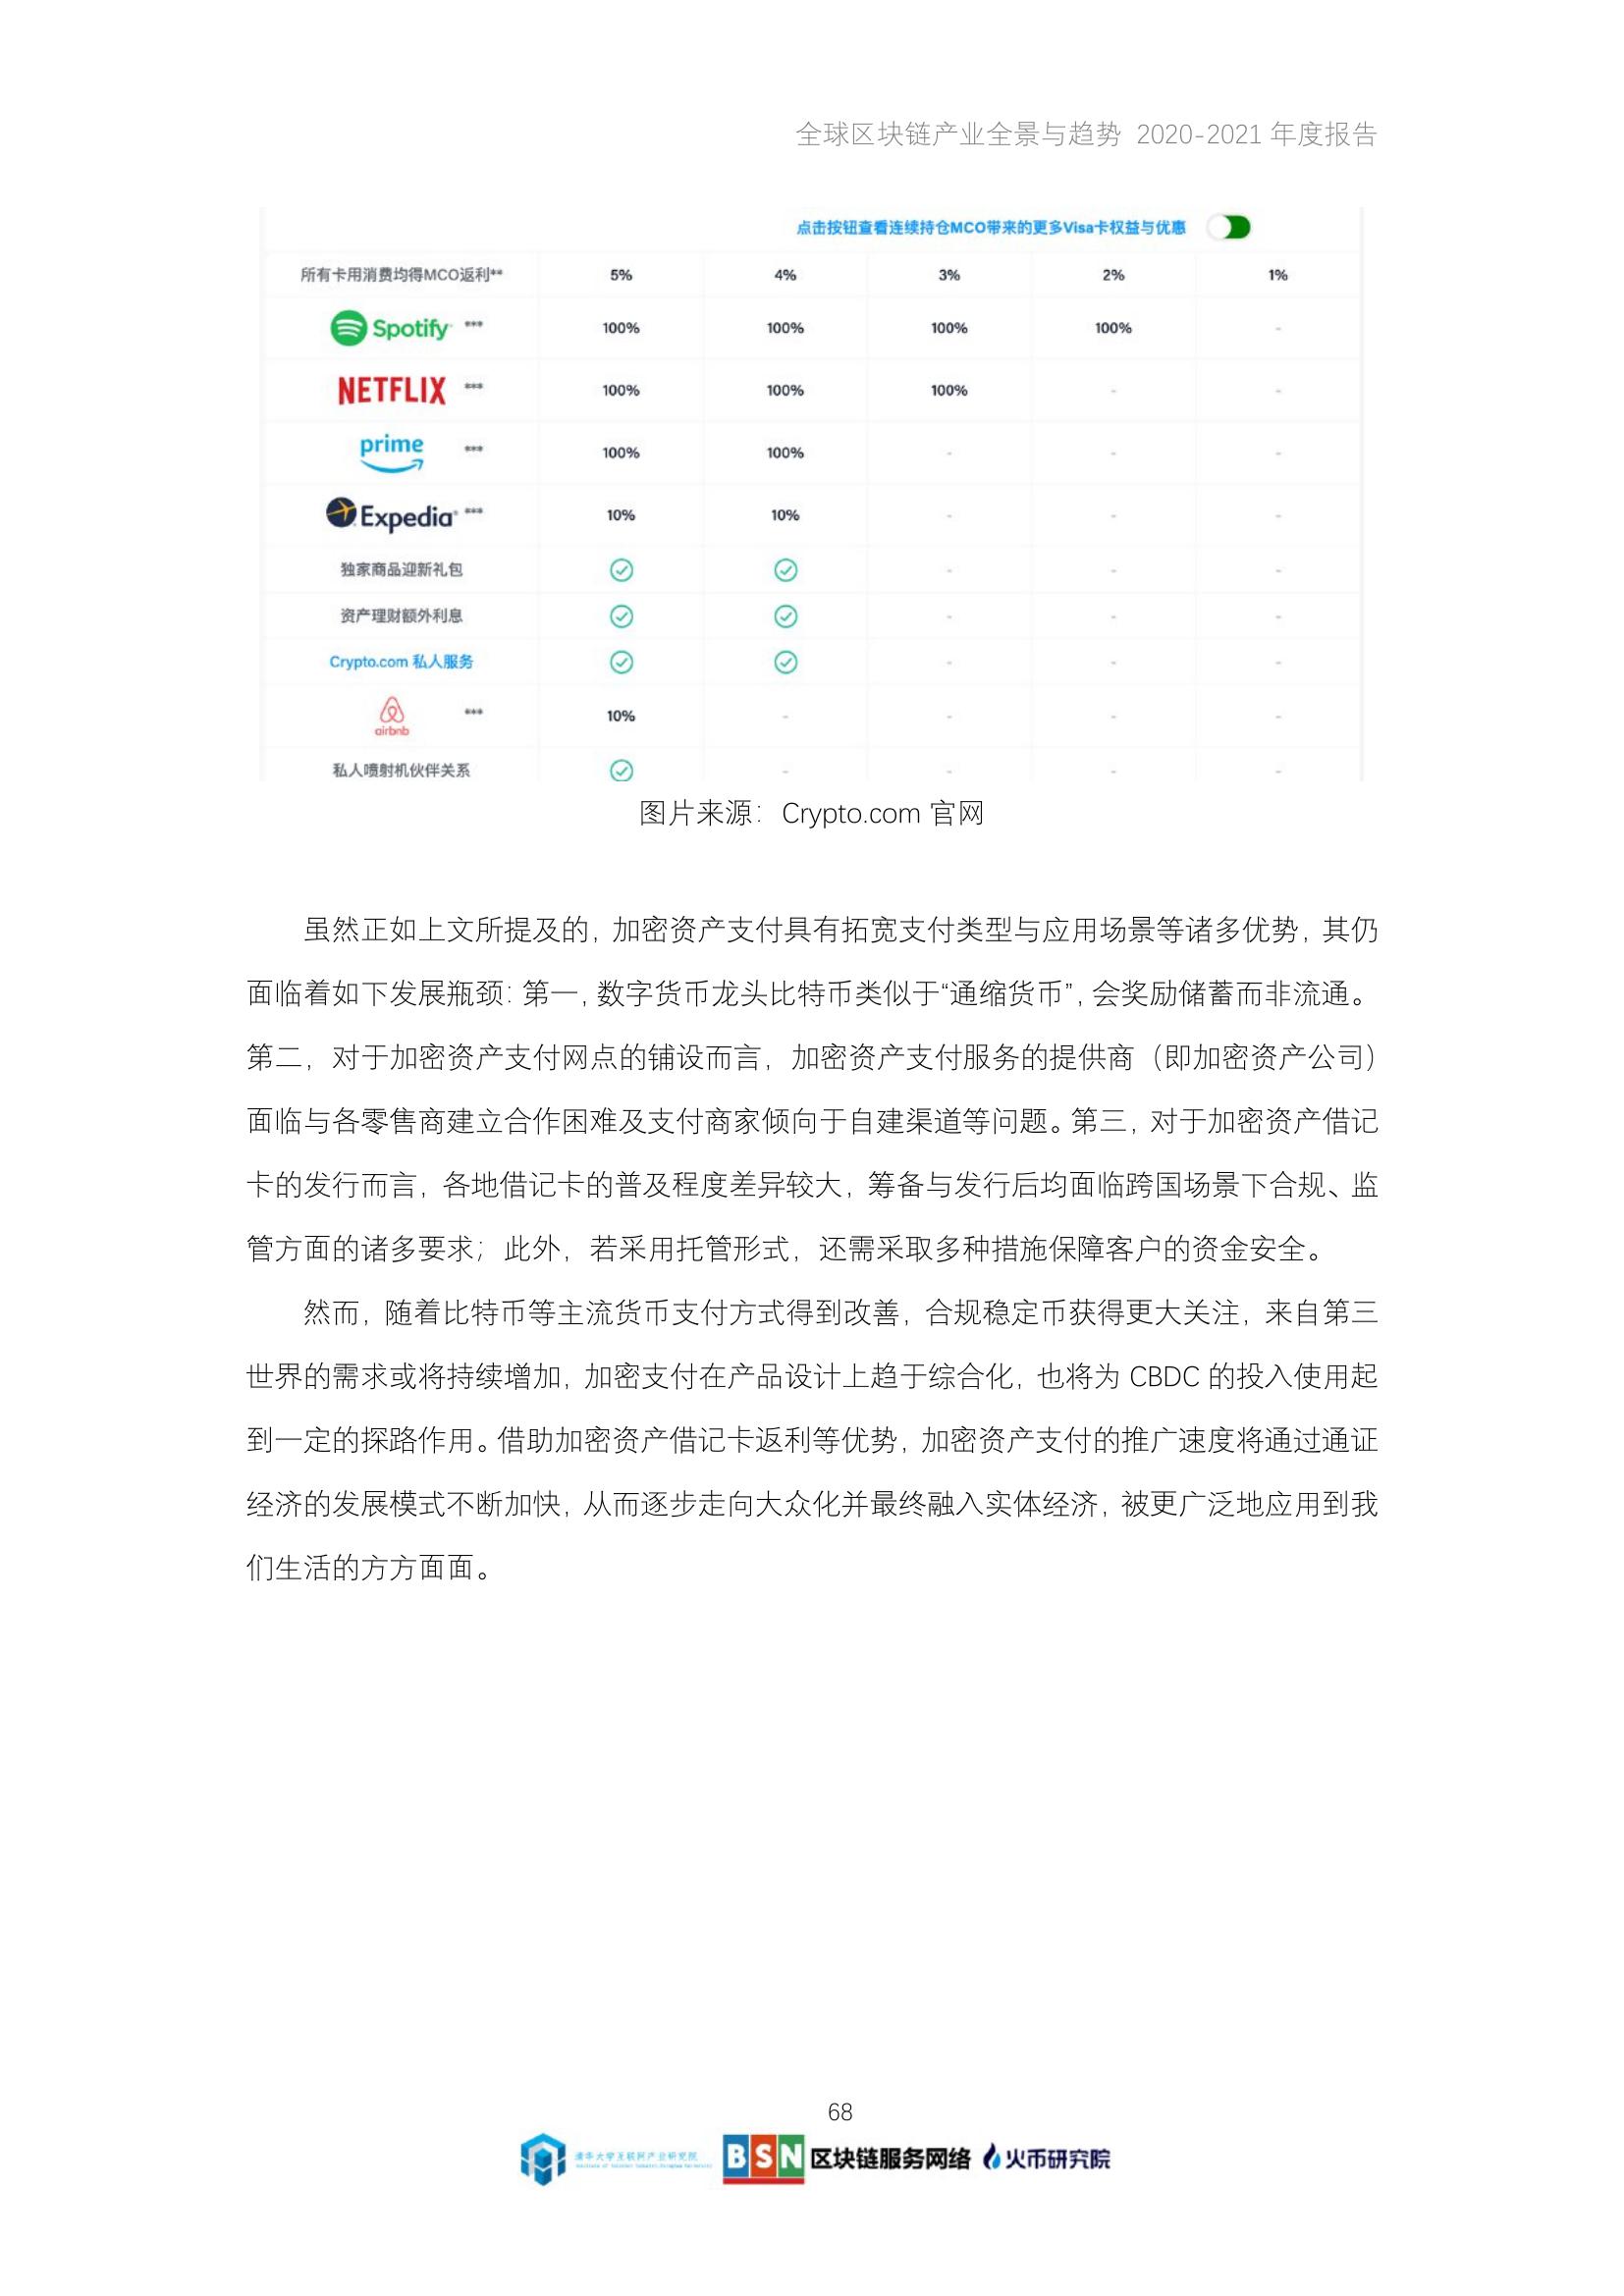 全球区块链产业全景与趋势 2020-2021 年度报告
点击按钮查看连续持仓MCO带来的更多Visa卡权益与优惠
所有卡用消费均得MCO返利** 5% 4% 3% 2% 1%
Spotify *** 100% 100% 100% 100% -
NETFLIX *** 100% 100% 100% - -
prime *** 100% 100% - - -
Expedia *** 10% 10% - - -
独家商品迎新礼包 - - -
资产理财额外利息 - - -
Crypto.com 私人服务 - - -
airbnb *** 10% - - - -
私人喷射机伙伴关系 - - - -
图片来源：Crypto.com 官网
虽然正如上文所提及的，加密资产支付具有拓宽支付类型与应用场景等诸多优势，其仍
面临着如下发展瓶颈：第一，数字货币龙头比特币类似于“通缩货币”，会奖励储蓄而非流通。
第二，对于加密资产支付网点的铺设而言，加密资产支付服务的提供商（即加密资产公司）
面临与各零售商建立合作困难及支付商家倾向于自建渠道等问题。第三，对于加密资产借记
卡的发行而言，各地借记卡的普及程度差异较大，筹备与发行后均面临跨国场景下合规、监
管方面的诸多要求；此外，若采用托管形式，还需采取多种措施保障客户的资金安全。
然而，随着比特币等主流货币支付方式得到改善，合规稳定币获得更大关注，来自第三
世界的需求或将持续增加，加密支付在产品设计上趋于综合化，也将为 CBDC 的投入使用起
到一定的探路作用。借助加密资产借记卡返利等优势，加密资产支付的推广速度将通过通证
经济的发展模式不断加快，从而逐步走向大众化并最终融入实体经济，被更广泛地应用到我
们生活的方方面面。
68
清华大学互联网产业研究院
BSN 区块链服务网络 火币研究院